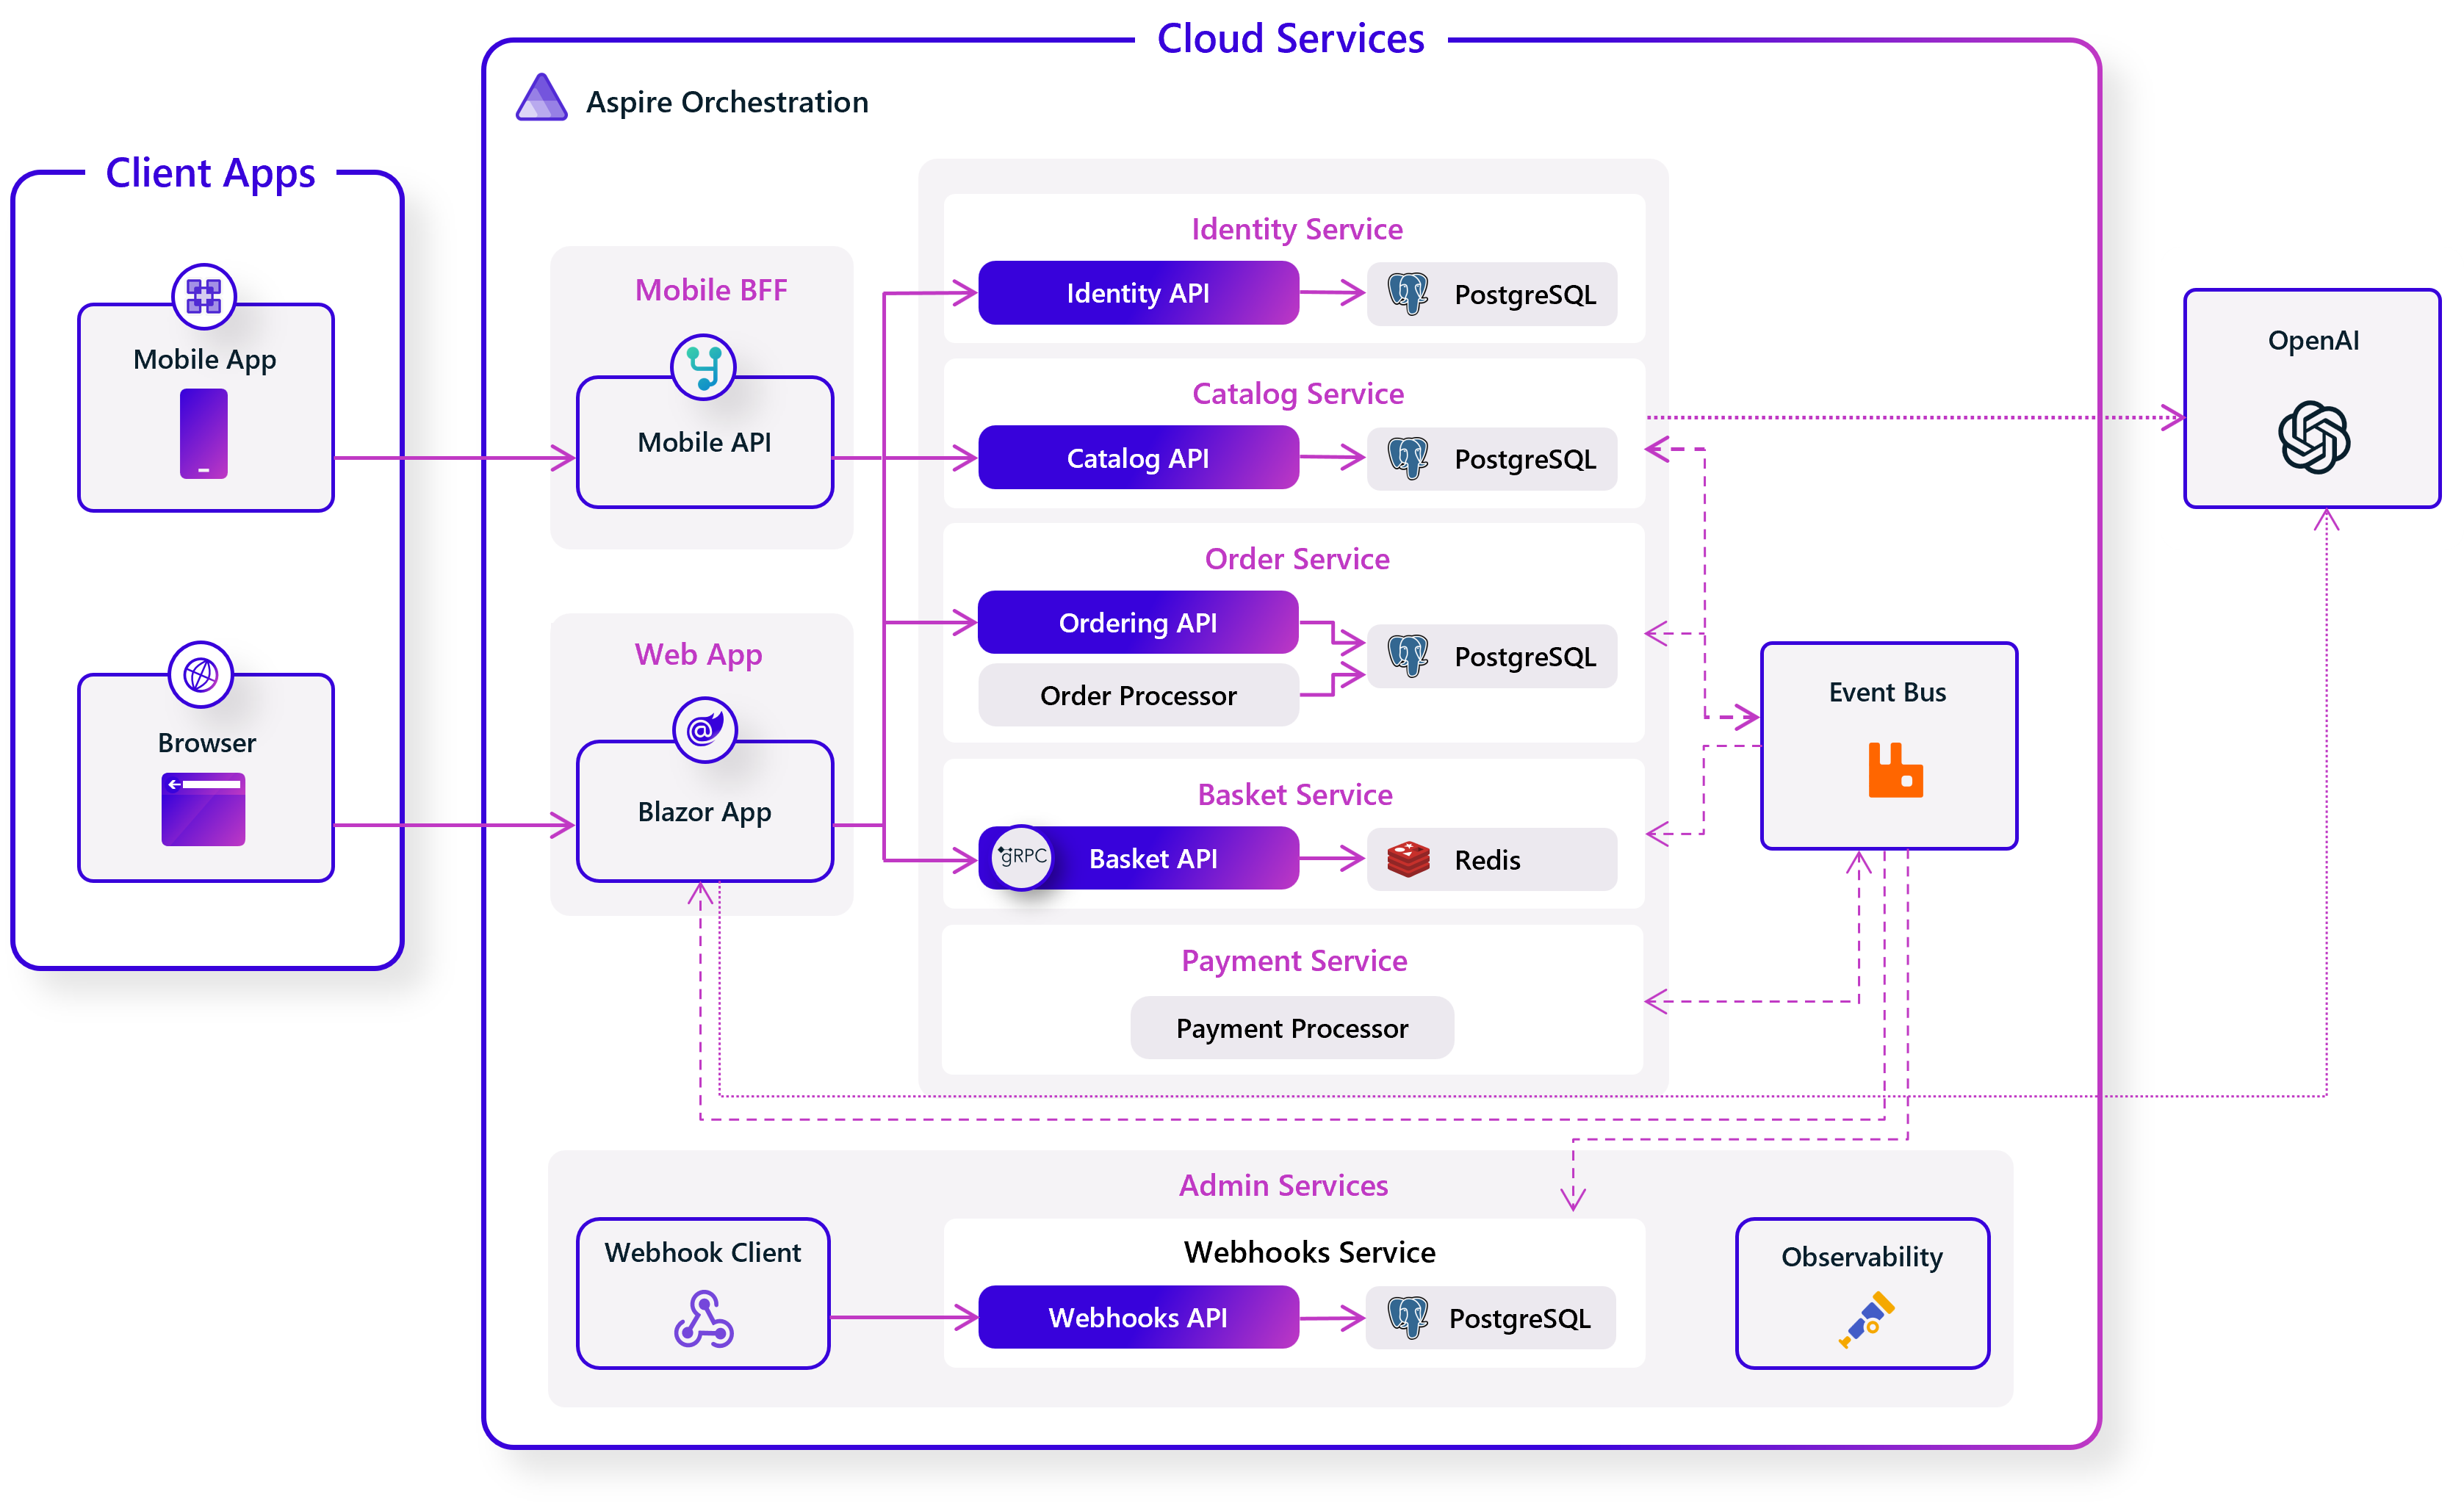 Cloud Services
Aspire Orchestration
Client Apps
Mobile App
Browser
Mobile BFF
Mobile API
Web App
@
Blazor App
Identity Service
Identity API
PostgreSQL
Catalog Service
Catalog API
PostgreSQL
Order Service
Ordering API
Order Processor
PostgreSQL
Basket Service
gRPC
Basket API
Redis
Payment Service
Payment Processor
OpenAI
Event Bus
Admin Services
Webhook Client
Webhooks Service
Webhooks API
PostgreSQL
Observability